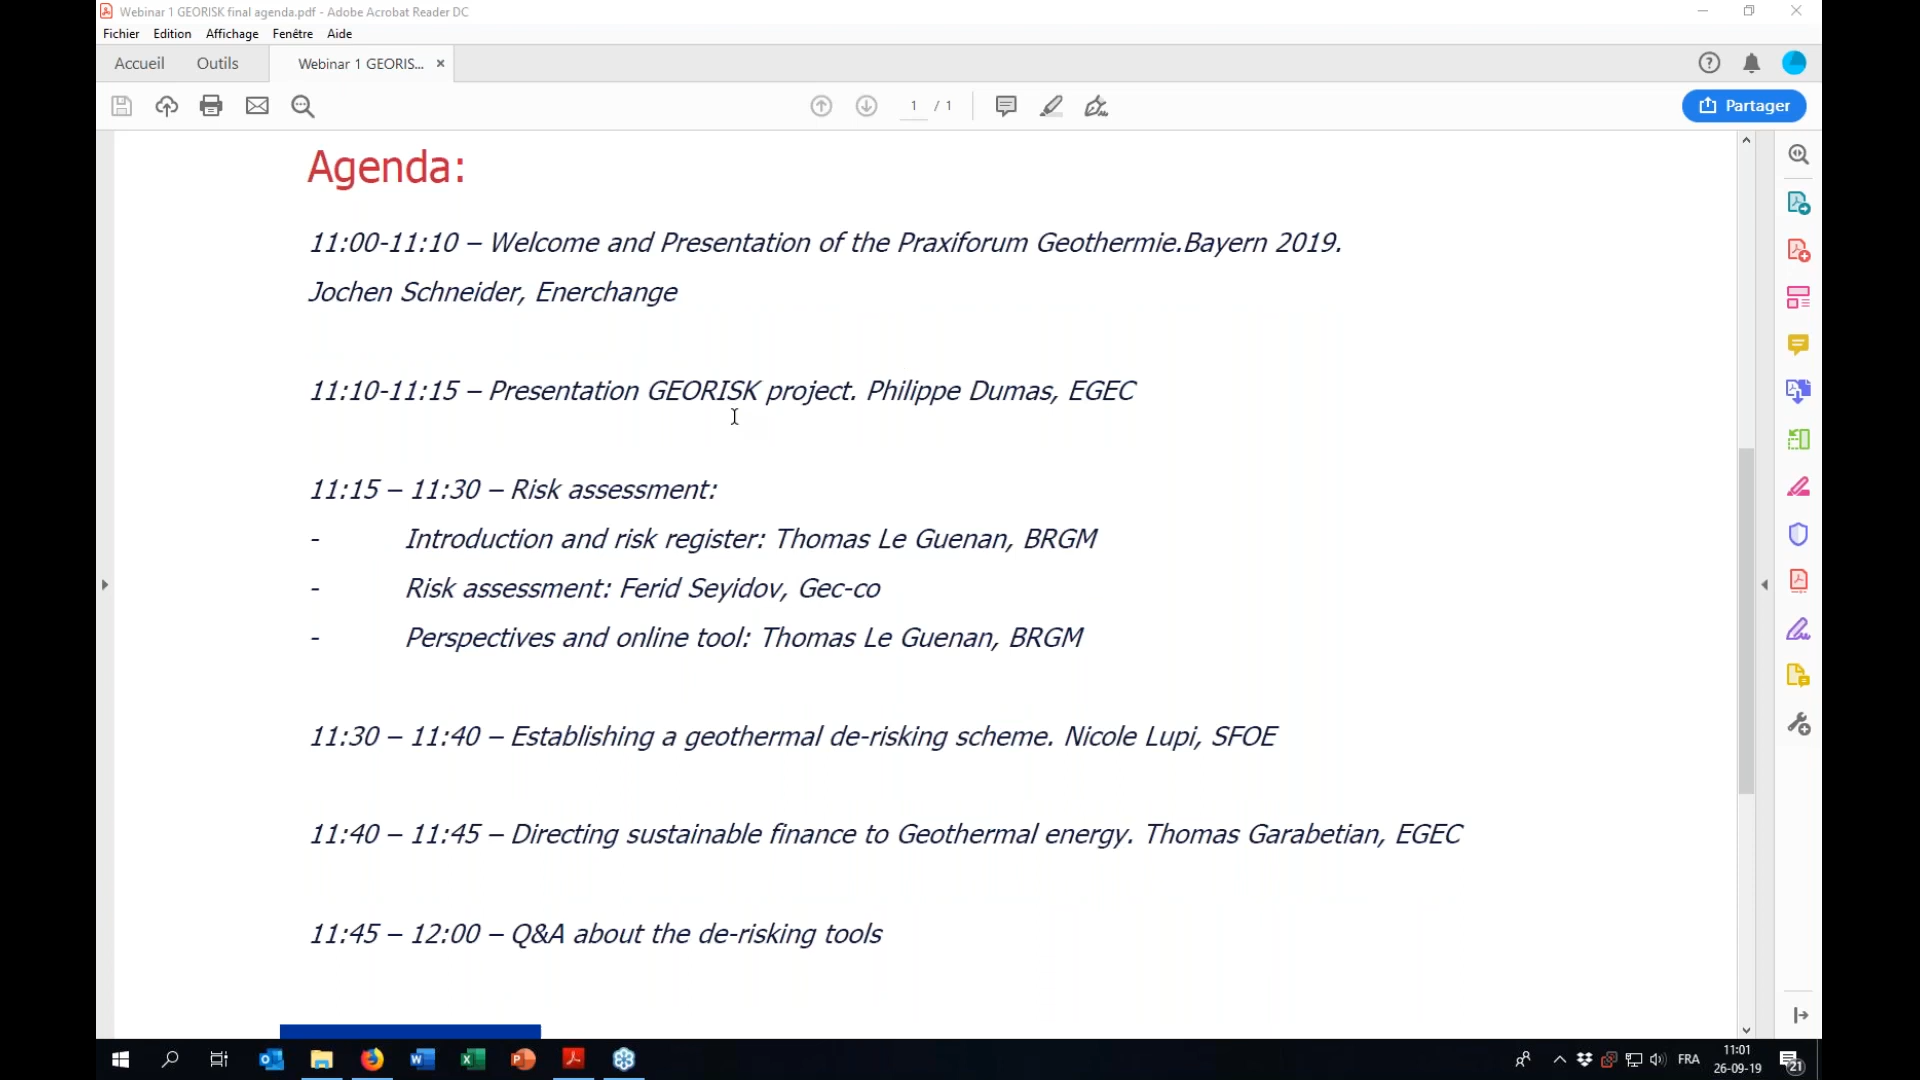 Webinar 1 GEORISK final agenda.pdf - Adobe Acrobat Reader DC
Fichier Edition Affichage Fenêtre Aide
Accueil Outils Webinar 1 GEORIS... ×
1 / 1
Partager
Agenda:
11:00-11:10 – Welcome and Presentation of the Praxiforum Geothermie.Bayern 2019.
Jochen Schneider, Enerchange
11:10-11:15 – Presentation GEORISK project. Philippe Dumas, EGEC
11:15 – 11:30 – Risk assessment:
- Introduction and risk register: Thomas Le Guenan, BRGM
- Risk assessment: Ferid Seyidov, Gec-co
- Perspectives and online tool: Thomas Le Guenan, BRGM
11:30 – 11:40 – Establishing a geothermal de-risking scheme. Nicole Lupi, SFOE
11:40 – 11:45 – Directing sustainable finance to Geothermal energy. Thomas Garabetian, EGEC
11:45 – 12:00 – Q&A about the de-risking tools
FRA
11:01
26-09-19
21